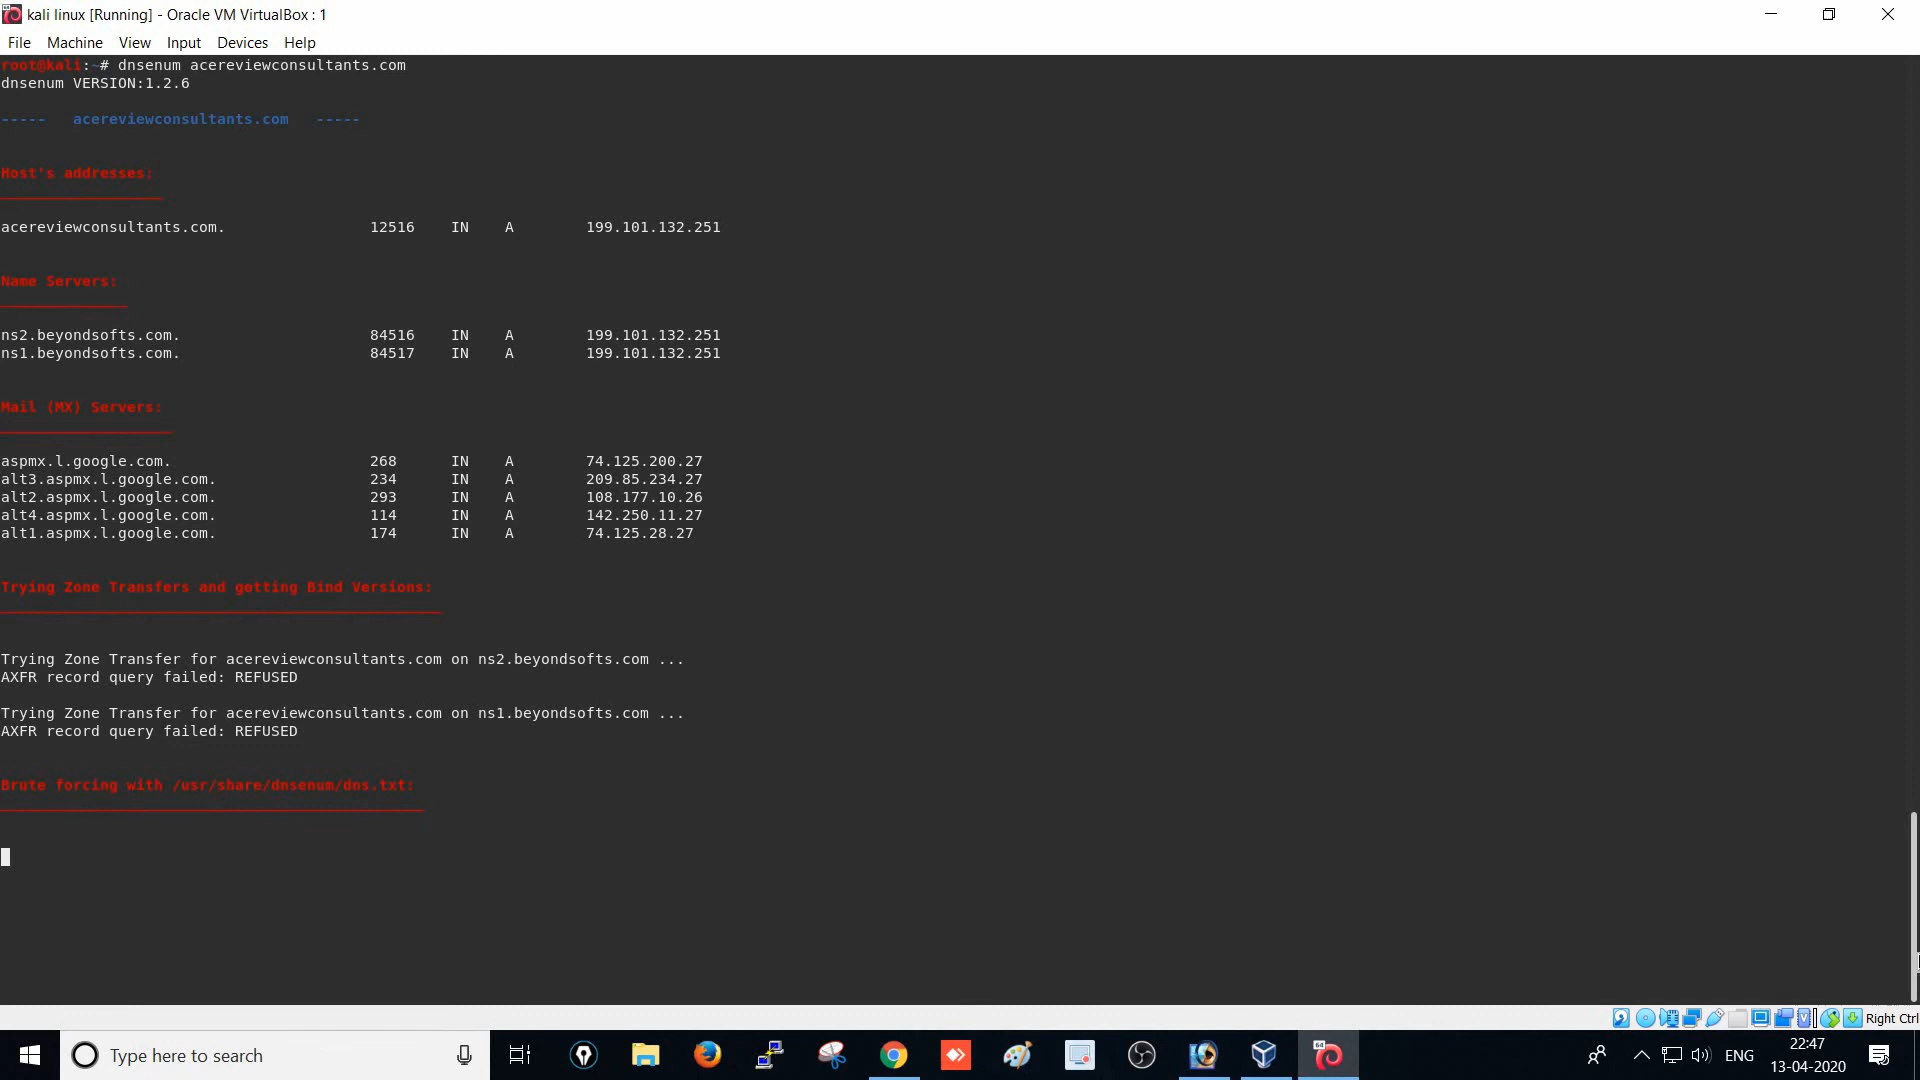 kali linux [Running] - Oracle VM VirtualBox : 1
File Machine View Input Devices Help
root@kali:~# dnsenum acereviewconsultants.com
dnsenum VERSION:1.2.6
----- acereviewconsultants.com -----
Host's addresses:
acereviewconsultants.com. 12516 IN A 199.101.132.251
Name Servers:
ns2.beyondsofts.com. 84516 IN A 199.101.132.251
ns1.beyondsofts.com. 84517 IN A 199.101.132.251
Mail (MX) Servers:
aspmx.l.google.com. 268 IN A 74.125.200.27
alt3.aspmx.l.google.com. 234 IN A 209.85.234.27
alt2.aspmx.l.google.com. 293 IN A 108.177.10.26
alt4.aspmx.l.google.com. 114 IN A 142.250.11.27
alt1.aspmx.l.google.com. 174 IN A 74.125.28.27
Trying Zone Transfers and getting Bind Versions:
Trying Zone Transfer for acereviewconsultants.com on ns2.beyondsofts.com ...
AXFR record query failed: REFUSED
Trying Zone Transfer for acereviewconsultants.com on ns1.beyondsofts.com ...
AXFR record query failed: REFUSED
Brute forcing with /usr/share/dnsenum/dns.txt:
Right Ctrl
Type here to search
64
ENG
22:47
13-04-2020